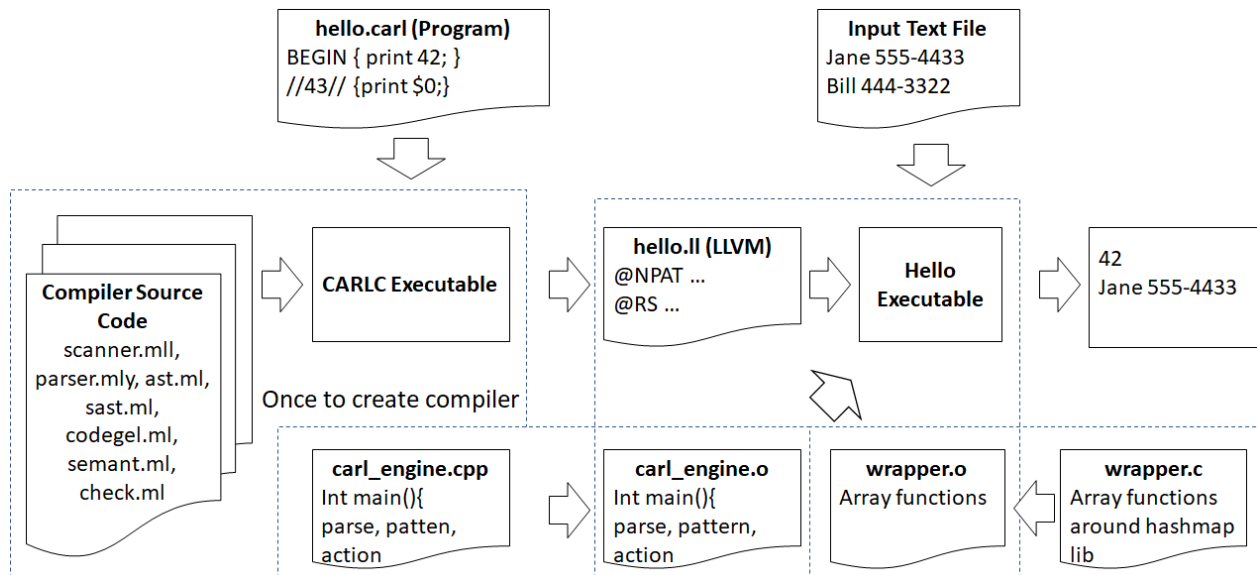 hello.carl (Program)
BEGIN { print 42; }
//43// {print $0;}
Input Text File
Jane 555-4433
Bill 444-3322
Compiler Source
Code
scanner.mll,
parser.mly, ast.ml,
sast.ml,
codegel.ml,
semant.ml,
check.ml
CARLC Executable
hello.ll (LLVM)
@NPAT ...
@RS ...
Hello
Executable
42
Jane 555-4433
Once to create compiler
carl_engine.cpp
Int main(){
parse, patten,
action
carl_engine.o
Int main(){
parse, pattern,
action
wrapper.o
Array functions
wrapper.c
Array functions
around hashmap
lib